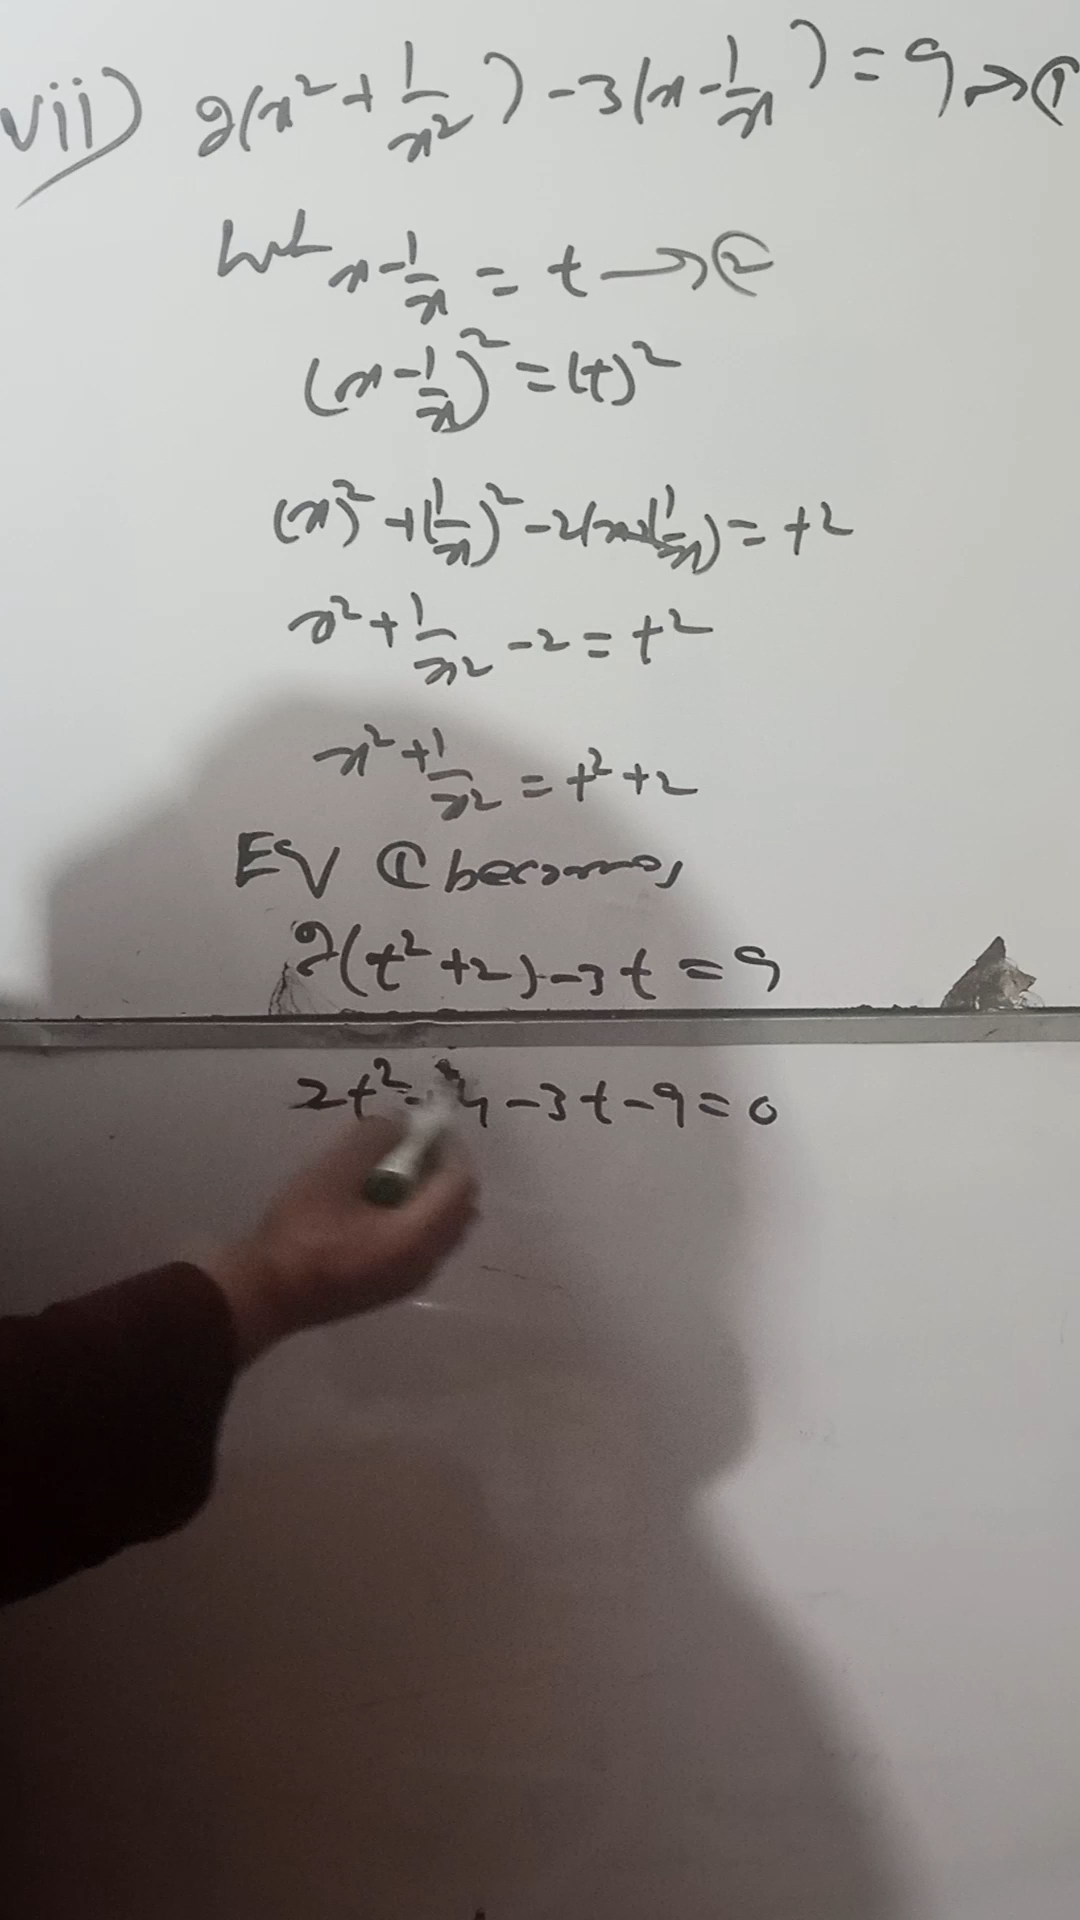 vii) 2(x² + 1/x²) - 3(x - 1/x) = 9 → ①
Let x - 1/x = t → ②
(x - 1/x)² = (t)²
(x)² + (1/x)² - 2(x)(1/x) = t²
x² + 1/x² - 2 = t²
x² + 1/x² = t² + 2
EV ① becomes,
2(t² + 2) - 3t = 9
2t² 4 - 3t - 9 = 0